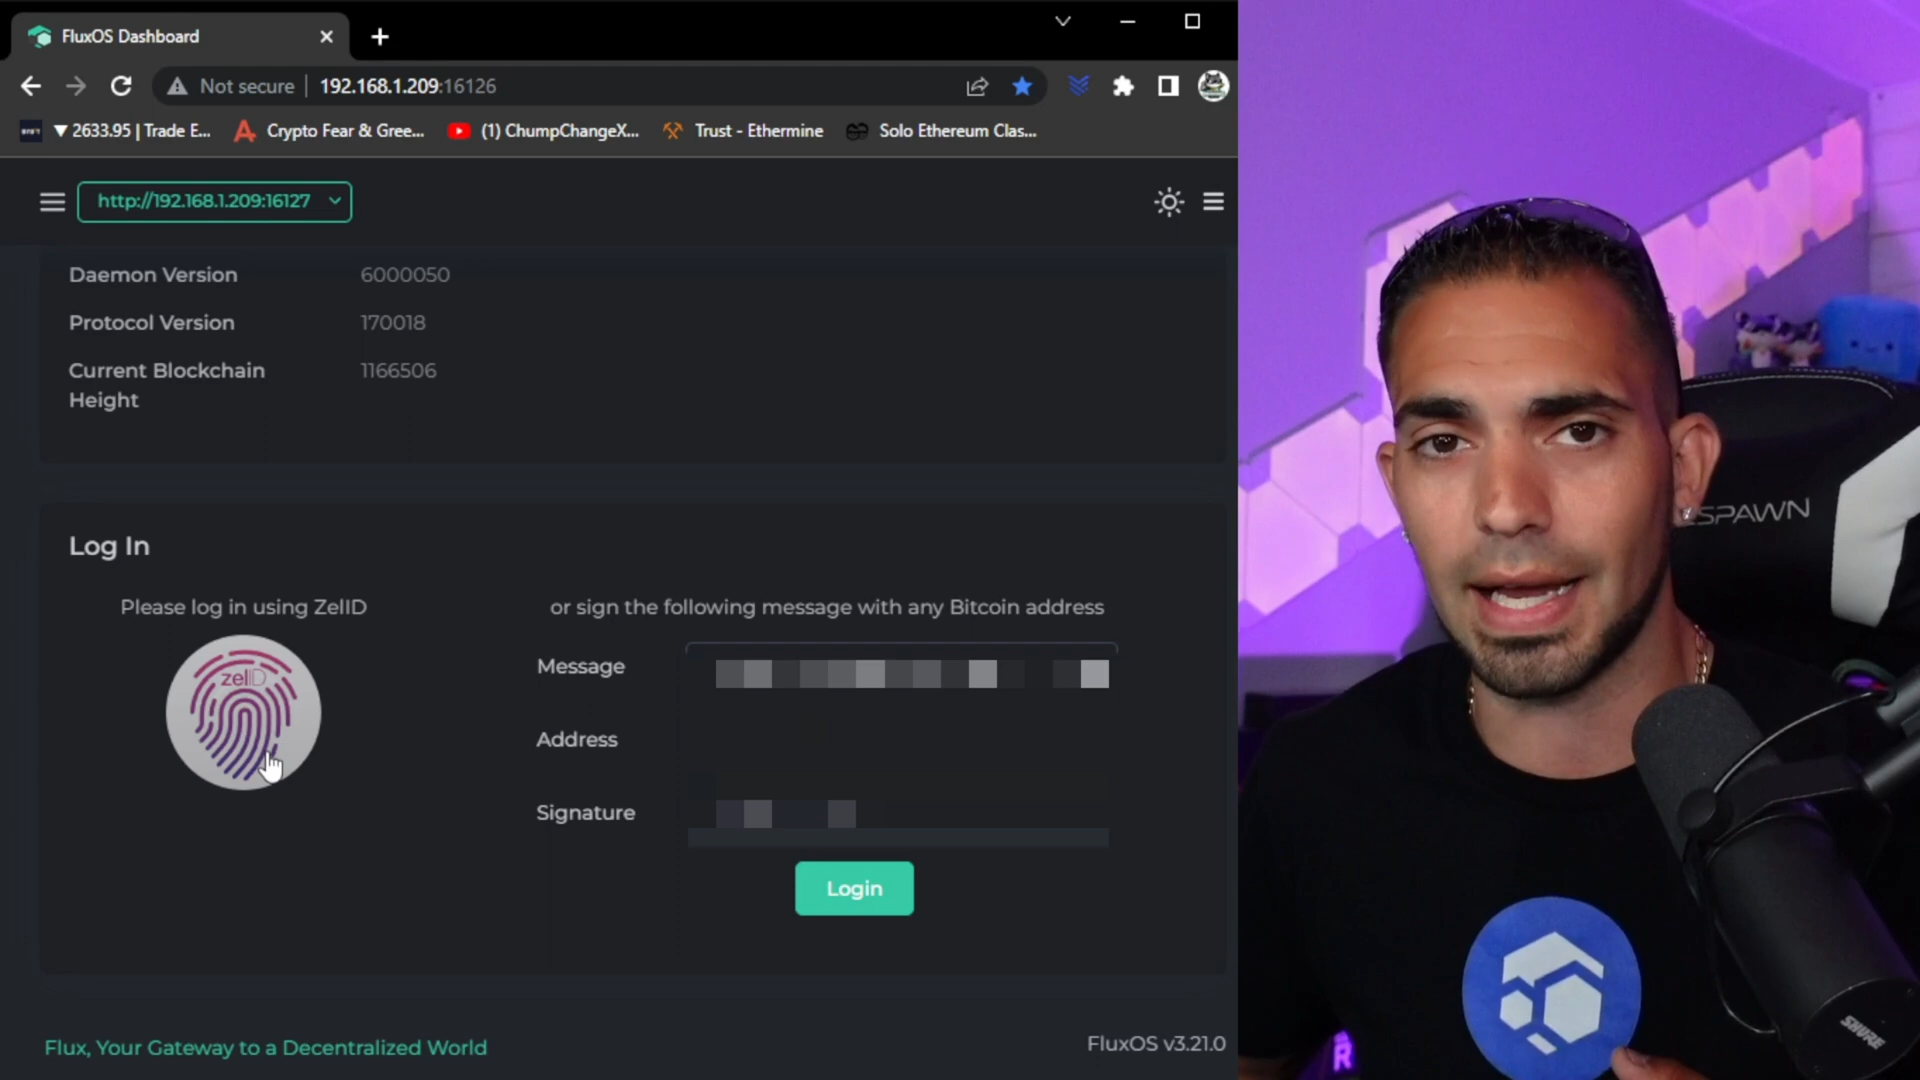 FluxOS Dashboard
Not secure
192.168.1.209:16126
▼ 2633.95 | Trade E...
Crypto Fear & Gree...
(1) ChumpChangeX...
Trust - Ethermine
Solo Ethereum Clas...
http://192.168.1.209:16127
Daemon Version 6000050
Protocol Version 170018
Current Blockchain 1166506
Height
Log In
Please log in using ZelID
or sign the following message with any Bitcoin address
zelID
Message
Address
Signature
Login
Flux, Your Gateway to a Decentralized World
FluxOS v3.21.0
SPAWN
SHURE
R